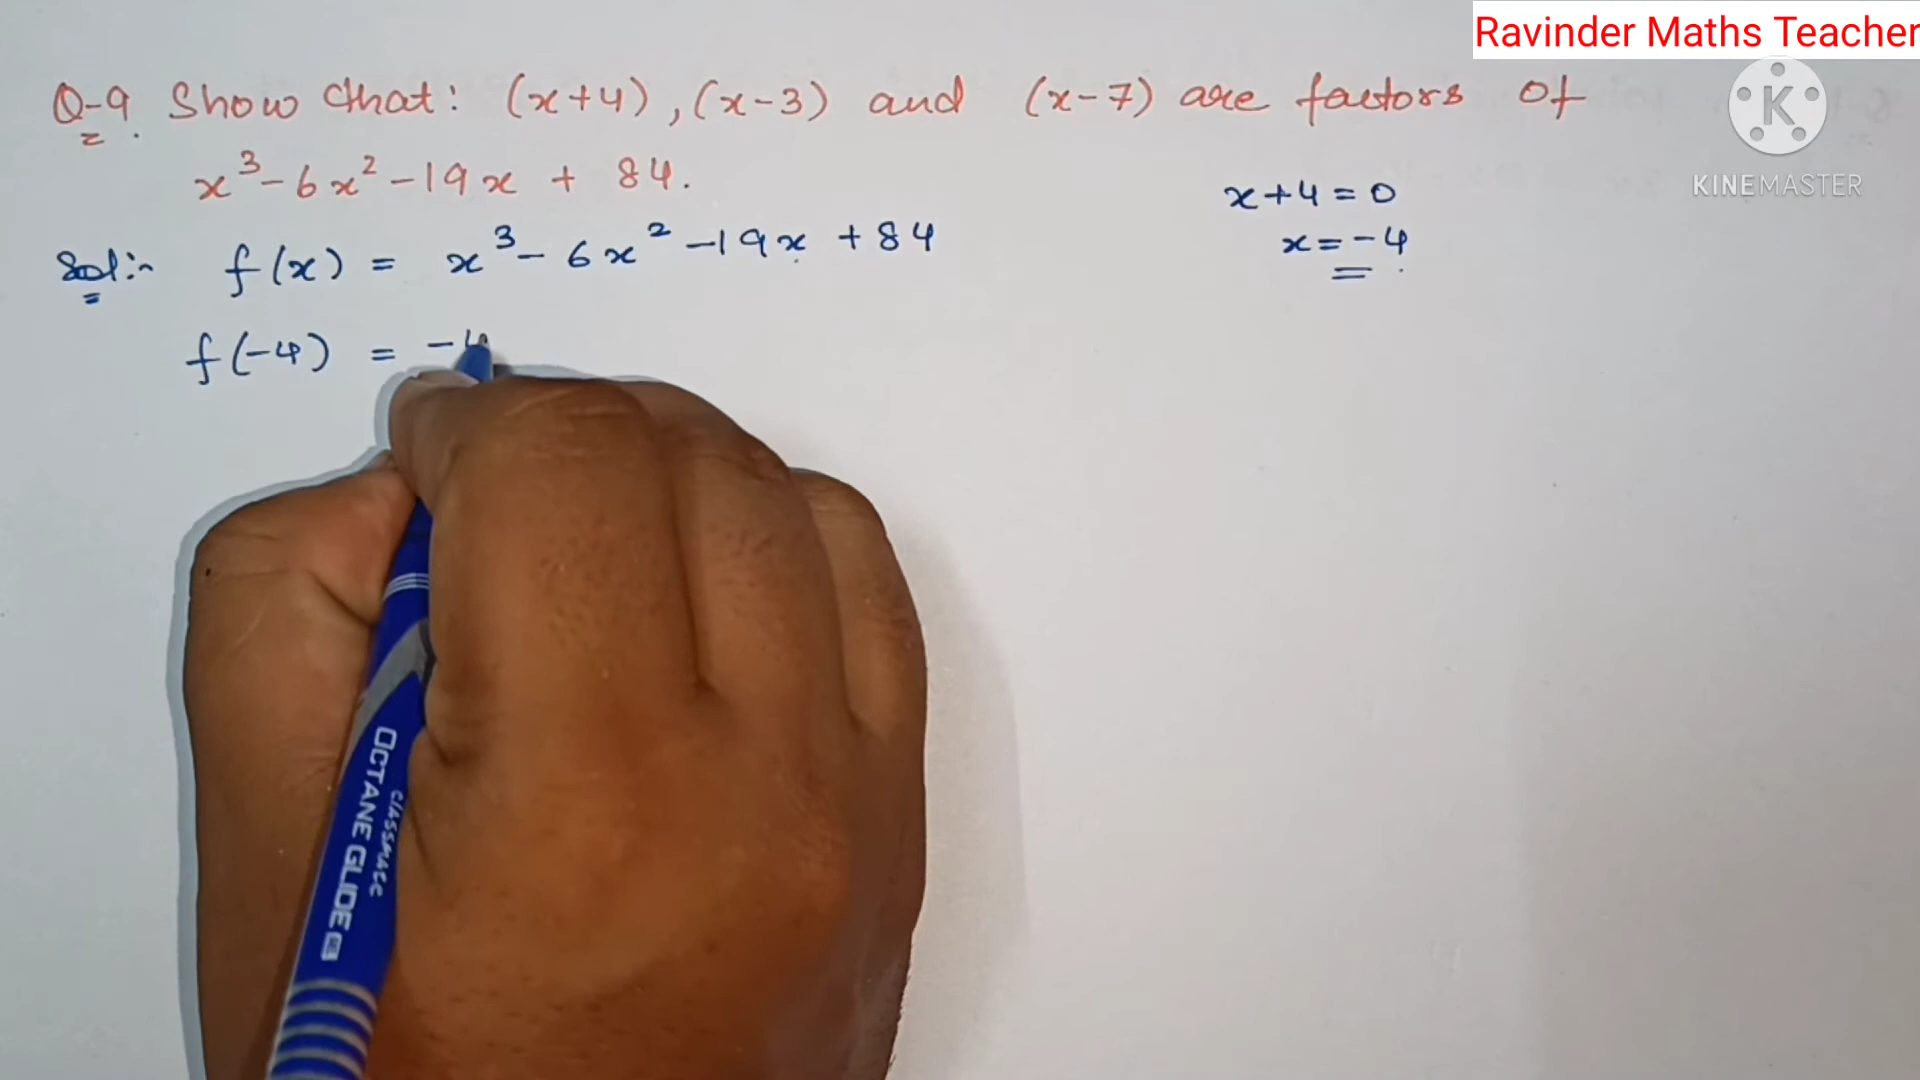 Ravinder Maths Teacher
Q-9. Show that: (x+4), (x-3) and (x-7) are factors of
x³-6x²-19x + 84.
K
KINEMASTER
x+4=0
x=-4
Sol:- f(x) = x³-6x²-19x+84
f(-4) = -4
classmate
OCTANE GLIDE